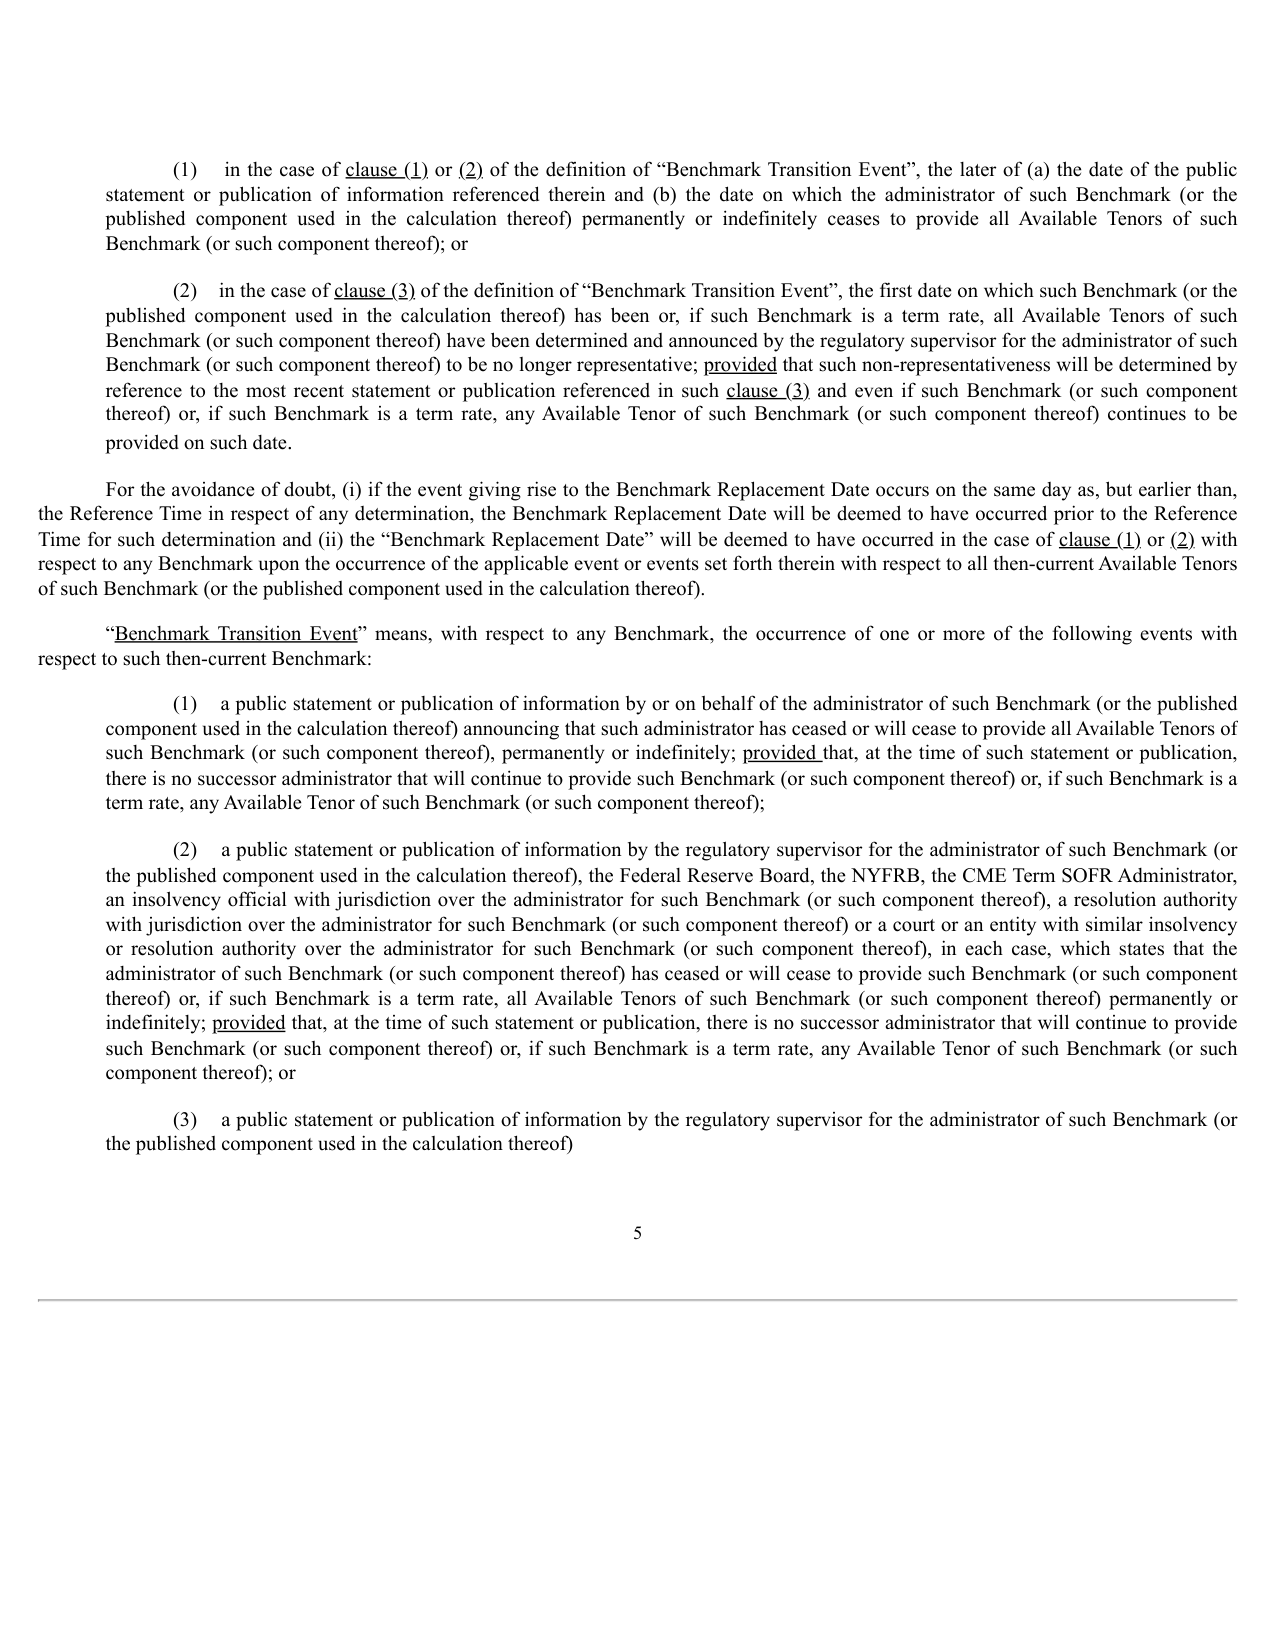 (1) in the case of clause (1) or (2) of the definition of “Benchmark Transition Event”, the later of (a) the date of the public
statement or publication of information referenced therein and (b) the date on which the administrator of such Benchmark (or the
published component used in the calculation thereof) permanently or indefinitely ceases to provide all Available Tenors of such
Benchmark (or such component thereof); or
(2) in the case of clause (3) of the definition of “Benchmark Transition Event”, the first date on which such Benchmark (or the
published component used in the calculation thereof) has been or, if such Benchmark is a term rate, all Available Tenors of such
Benchmark (or such component thereof) have been determined and announced by the regulatory supervisor for the administrator of such
Benchmark (or such component thereof) to be no longer representative; provided that such non-representativeness will be determined by
reference to the most recent statement or publication referenced in such clause (3) and even if such Benchmark (or such component
thereof) or, if such Benchmark is a term rate, any Available Tenor of such Benchmark (or such component thereof) continues to be
provided on such date.
For the avoidance of doubt, (i) if the event giving rise to the Benchmark Replacement Date occurs on the same day as, but earlier than,
the Reference Time in respect of any determination, the Benchmark Replacement Date will be deemed to have occurred prior to the Reference
Time for such determination and (ii) the “Benchmark Replacement Date” will be deemed to have occurred in the case of clause (1) or (2) with
respect to any Benchmark upon the occurrence of the applicable event or events set forth therein with respect to all then-current Available Tenors
of such Benchmark (or the published component used in the calculation thereof).
“Benchmark Transition Event” means, with respect to any Benchmark, the occurrence of one or more of the following events with
respect to such then-current Benchmark:
(1) a public statement or publication of information by or on behalf of the administrator of such Benchmark (or the published
component used in the calculation thereof) announcing that such administrator has ceased or will cease to provide all Available Tenors of
such Benchmark (or such component thereof), permanently or indefinitely; provided that, at the time of such statement or publication,
there is no successor administrator that will continue to provide such Benchmark (or such component thereof) or, if such Benchmark is a
term rate, any Available Tenor of such Benchmark (or such component thereof);
(2) a public statement or publication of information by the regulatory supervisor for the administrator of such Benchmark (or
the published component used in the calculation thereof), the Federal Reserve Board, the NYFRB, the CME Term SOFR Administrator,
an insolvency official with jurisdiction over the administrator for such Benchmark (or such component thereof), a resolution authority
with jurisdiction over the administrator for such Benchmark (or such component thereof) or a court or an entity with similar insolvency
or resolution authority over the administrator for such Benchmark (or such component thereof), in each case, which states that the
administrator of such Benchmark (or such component thereof) has ceased or will cease to provide such Benchmark (or such component
thereof) or, if such Benchmark is a term rate, all Available Tenors of such Benchmark (or such component thereof) permanently or
indefinitely; provided that, at the time of such statement or publication, there is no successor administrator that will continue to provide
such Benchmark (or such component thereof) or, if such Benchmark is a term rate, any Available Tenor of such Benchmark (or such
component thereof); or
(3) a public statement or publication of information by the regulatory supervisor for the administrator of such Benchmark (or
the published component used in the calculation thereof)
5